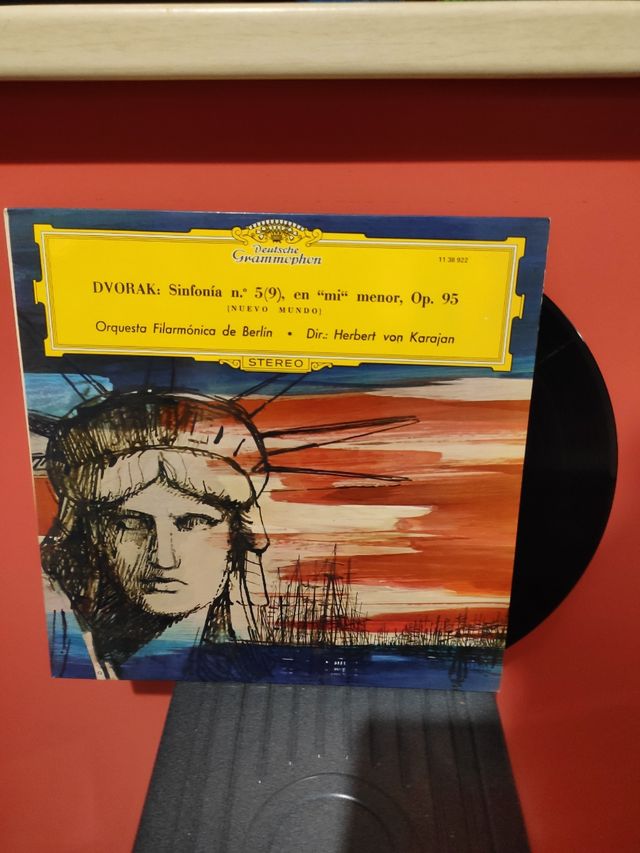 Deutsche
Grammophon
11 38 922
DVORAK: Sinfonía n.º 5(9), en “mi“ menor, Op. 95
[NUEVO MUNDO]
Orquesta Filarmónica de Berlín • Dir.: Herbert von Karajan
STEREO